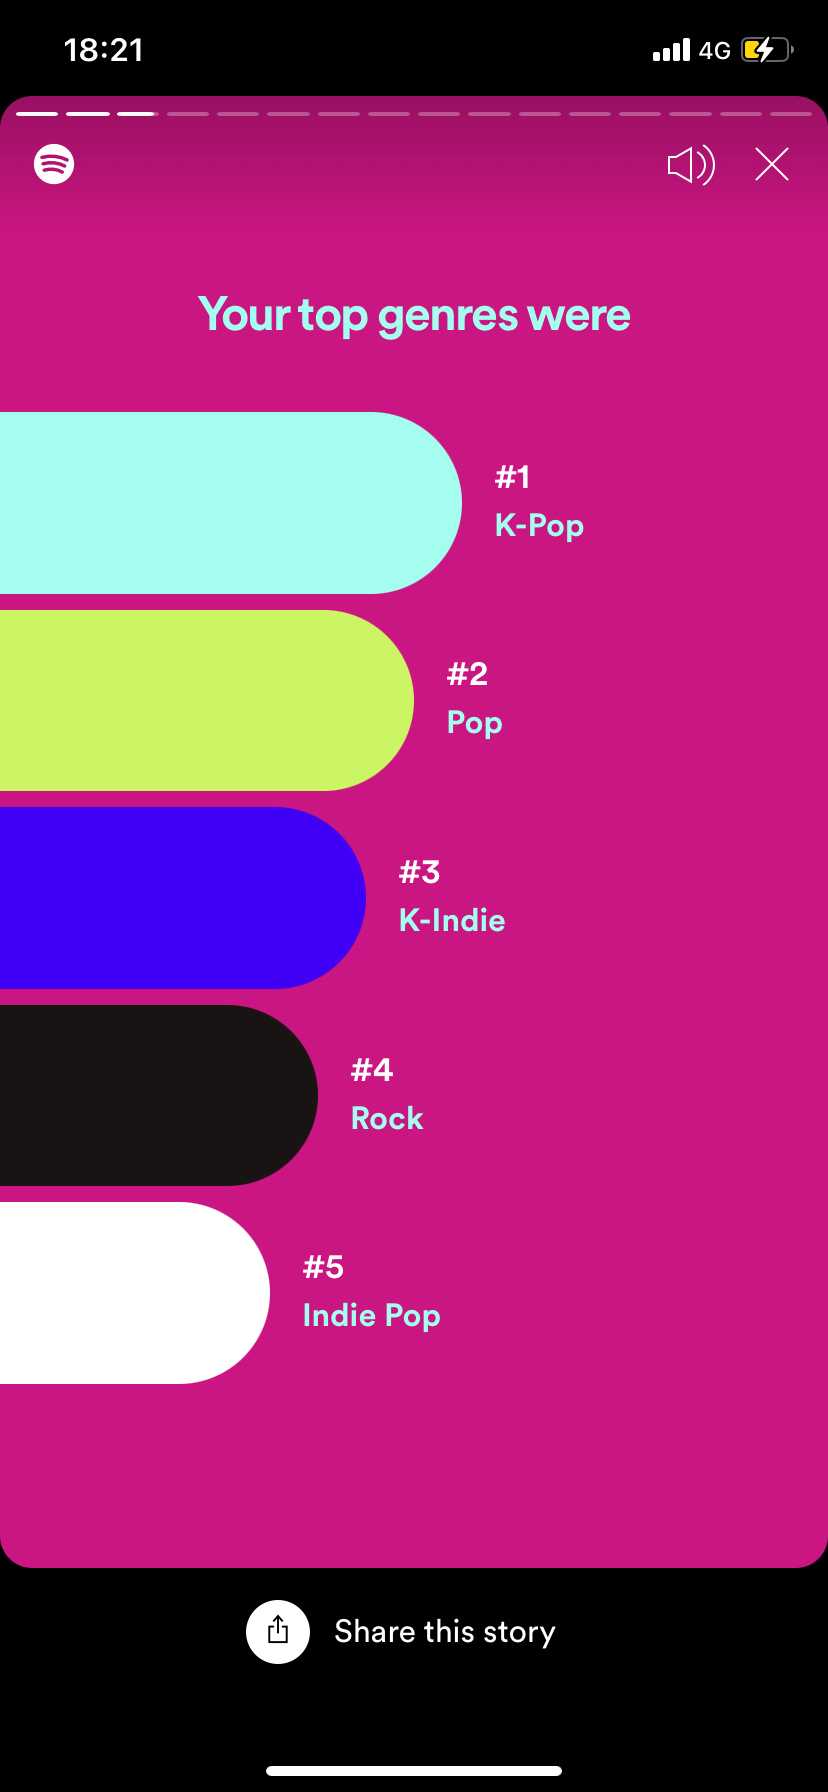 18:21
4G
Your top genres were
#1
K-Pop
#2
Pop
#3
K-Indie
#4
Rock
#5
Indie Pop
Share this story